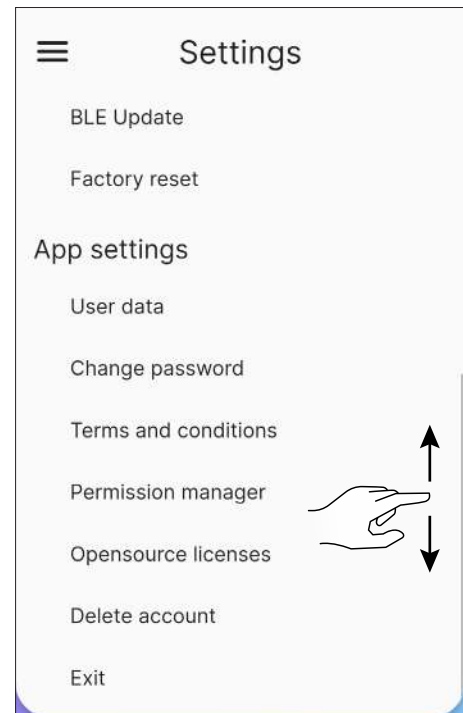 Settings
BLE Update
Factory reset
App settings
User data
Change password
Terms and conditions
Permission manager
Opensource licenses
Delete account
Exit